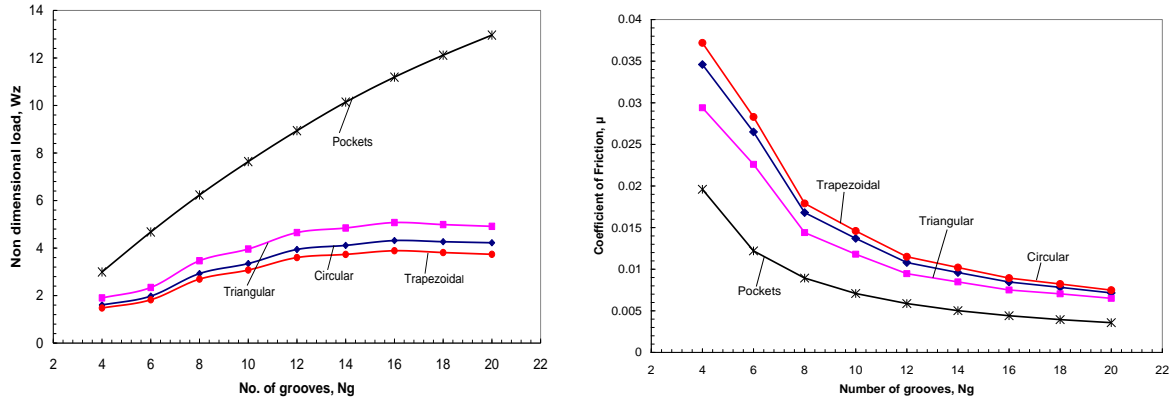 Non dimensional load, Wz
14
12
10
8
6
4
2
0
Pockets
Triangular
Circular
Trapezoidal
2 4 6 8 10 12 14 16 18 20 22
No. of grooves, Ng
Coefficient of Friction, μ
0.04
0.035
0.03
0.025
0.02
0.015
0.01
0.005
0
Trapezoidal
Triangular
Circular
Pockets
2 4 6 8 10 12 14 16 18 20 22
Number of grooves, Ng